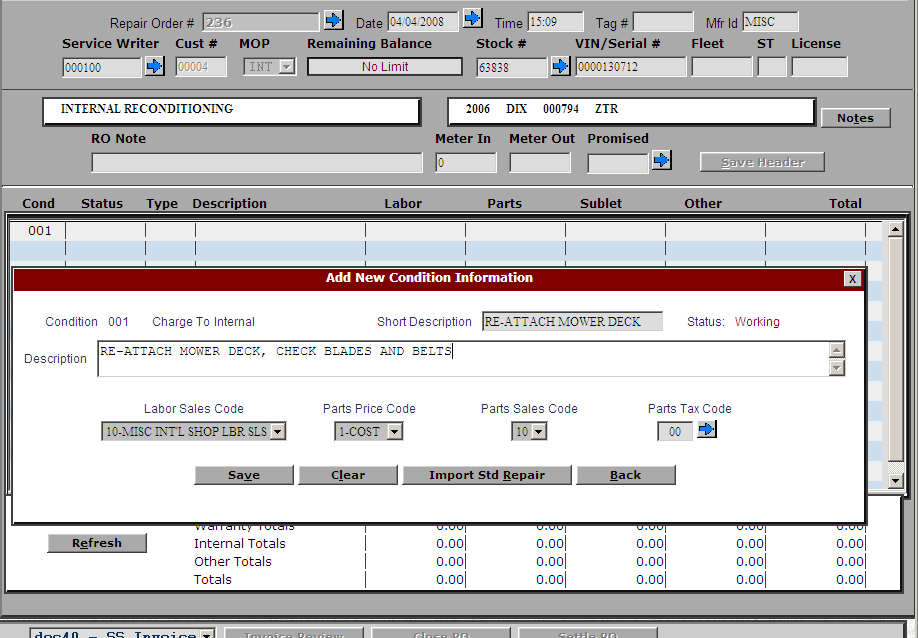 Repair Order # 236 Date 04/04/2008 Time 15:09 Tag # Mfr Id MISC
Service Writer Cust # MOP Remaining Balance Stock # VIN/Serial # Fleet ST License
000100 00004 INT No Limit 63838 0000130712
INTERNAL RECONDITIONING 2006 DIX 000794 ZTR Notes
RO Note Meter In Meter Out Promised
0 Save Header
Cond Status Type Description Labor Parts Sublet Other Total
001
Add New Condition Information X
Condition 001 Charge To Internal Short Description RE-ATTACH MOWER DECK Status: Working
Description RE-ATTACH MOWER DECK, CHECK BLADES AND BELTS
Labor Sales Code Parts Price Code Parts Sales Code Parts Tax Code
10-MISC INT'L SHOP LBR SLS 1-COST 10 00
Save Clear Import Std Repair Back
Warranty Totals 0.00 0.00 0.00 0.00 0.00
Refresh Internal Totals 0.00 0.00 0.00 0.00 0.00
Other Totals 0.00 0.00 0.00 0.00 0.00
Totals 0.00 0.00 0.00 0.00 0.00
doc40 - SS Invoice Invoice Review Close RO Settle RO